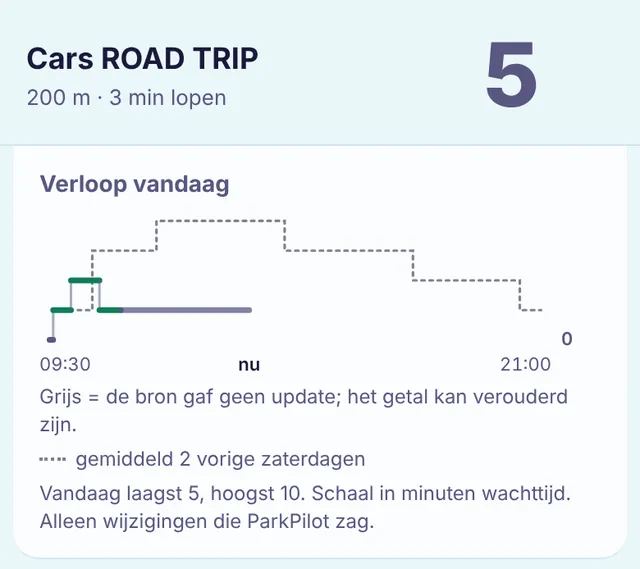 Cars ROAD TRIP
5
200 m · 3 min lopen
Verloop vandaag
0
09:30 nu 21:00
Grijs = de bron gaf geen update; het getal kan verouderd
zijn.
gemiddeld 2 vorige zaterdagen
Vandaag laagst 5, hoogst 10. Schaal in minuten wachttijd.
Alleen wijzigingen die ParkPilot zag.